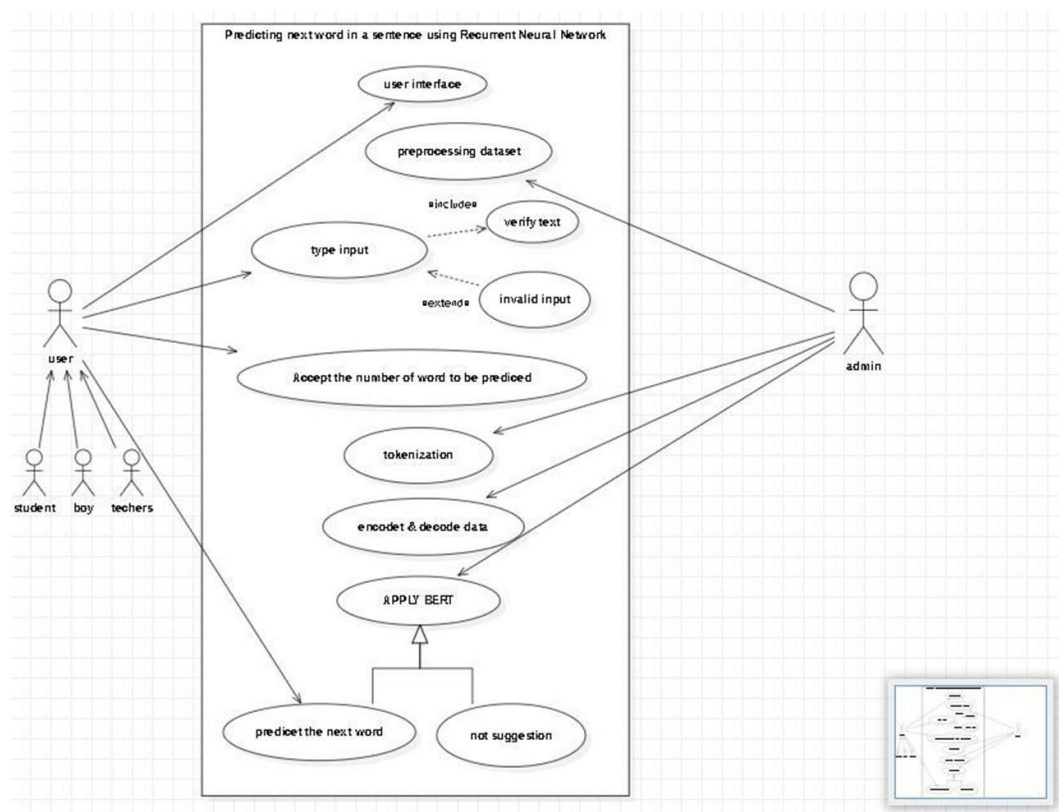 Predicting next word in a sentence using Recurrent Neural Network
user interface
preprocessing dataset
«include»
verify text
type input
«extend»
invalid input
user
admin
Accept the number of word to be prediced
tokenization
student boy techers
encodet & decode data
APPLY BERT
predicet the next word
not suggestion